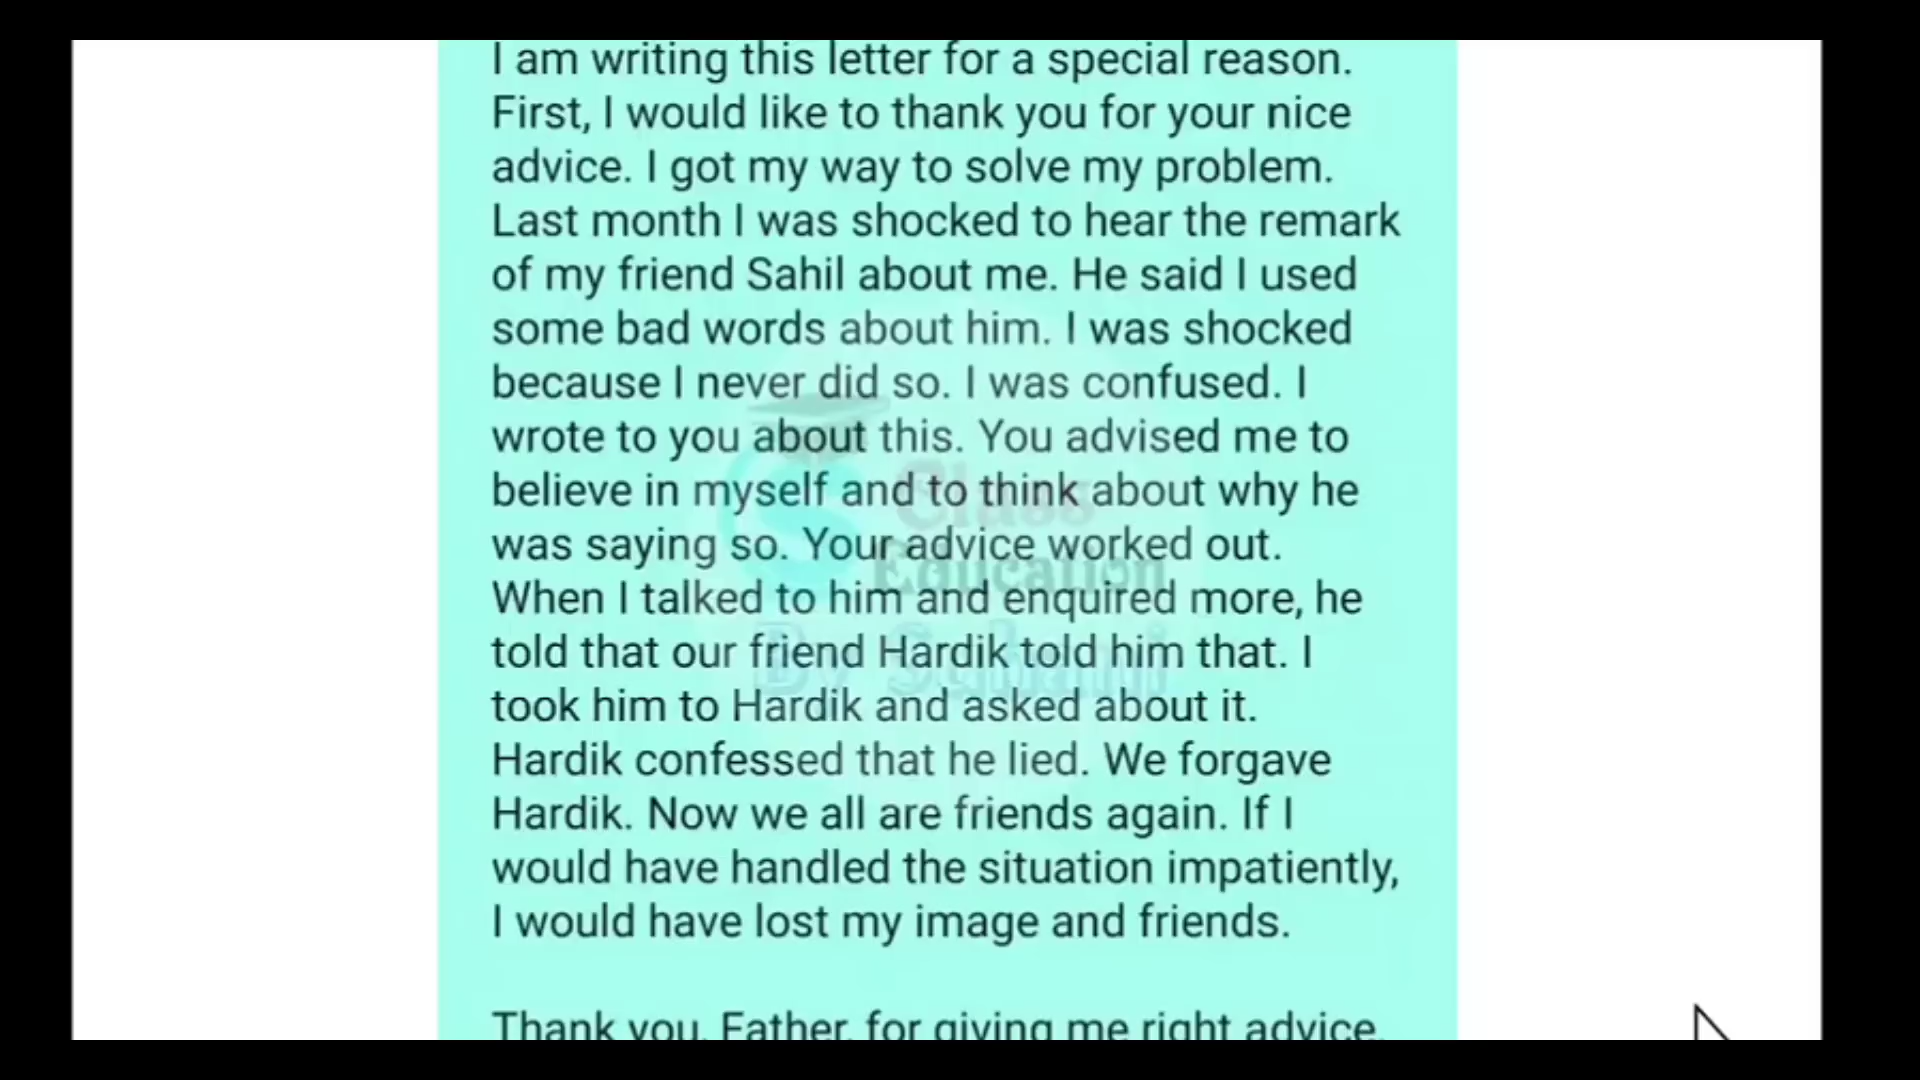 I am writing this letter for a special reason.
First, I would like to thank you for your nice
advice. I got my way to solve my problem.
Last month I was shocked to hear the remark
of my friend Sahil about me. He said I used
some bad words about him. I was shocked
because I never did so. I was confused. I
wrote to you about this. You advised me to
believe in myself and to think about why he
was saying so. Your advice worked out.
When I talked to him and enquired more, he
told that our friend Hardik told him that. I
took him to Hardik and asked about it.
Hardik confessed that he lied. We forgave
Hardik. Now we all are friends again. If I
would have handled the situation impatiently,
I would have lost my image and friends.
Thank you, Father, for giving me right advice.
Class
Education
By